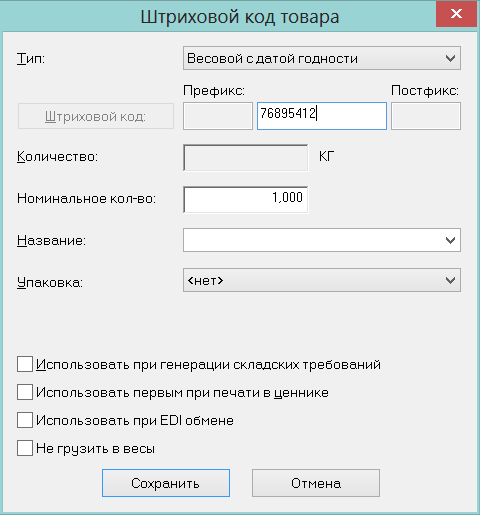 Штриховой код товара
Тип: Весовой с датой годности
Префикс: Постфикс:
Штриховой код: 76895412
Количество: КГ
Номинальное кол-во: 1,000
Название:
Упаковка: <нет>
Использовать при генерации складских требований
Использовать первым при печати в ценнике
Использовать при EDI обмене
Не грузить в весы
Сохранить Отмена